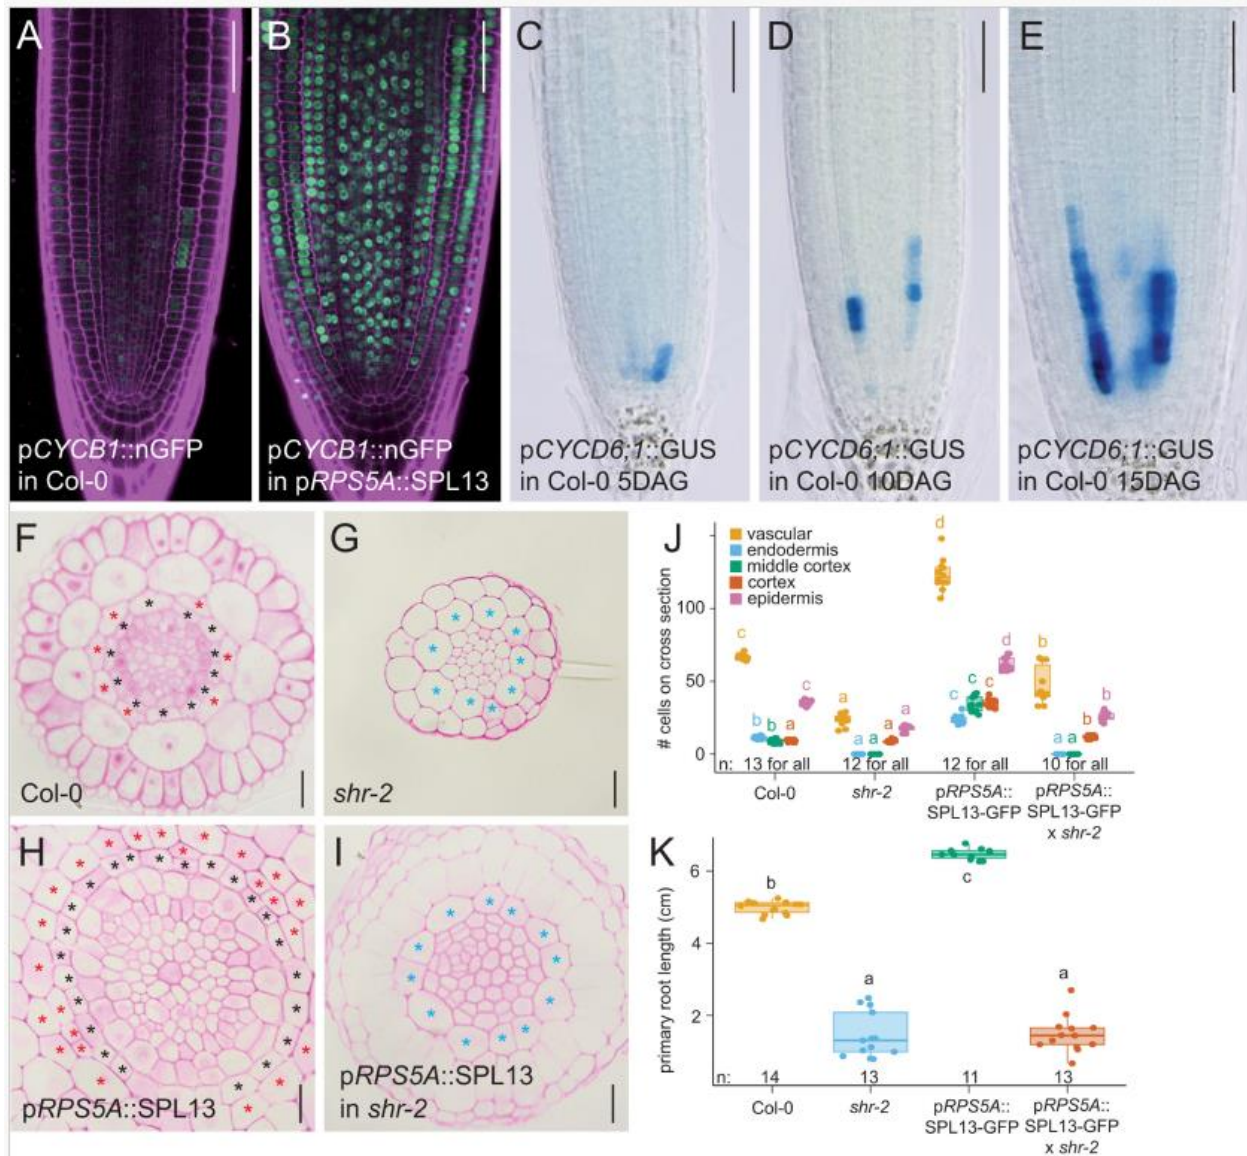 A
B
C
D
E
pCYCB1::nGFP
in Col-0
pCYCB1::nGFP
in pRPS5A::SPL13
pCYCD6;1::GUS
in Col-0 5DAG
pCYCD6;1::GUS
in Col-0 10DAG
pCYCD6;1::GUS
in Col-0 15DAG
F
Col-0
G
shr-2
H
pRPS5A::SPL13
I
pRPS5A::SPL13
in shr-2
J
vascular
endodermis
middle cortex
cortex
epidermis
# cells on cross section
100
50
0
c
b
b
a
c
a
a
a
a
a
d
c
c
c
d
b
a
a
b
b
n: 13 for all 12 for all 12 for all 10 for all
Col-0
shr-2
pRPS5A::
SPL13-GFP
pRPS5A::
SPL13-GFP
x shr-2
K
primary root length (cm)
6
4
2
b
a
c
a
n: 14 13 11 13
Col-0
shr-2
pRPS5A::
SPL13-GFP
pRPS5A::
SPL13-GFP
x shr-2